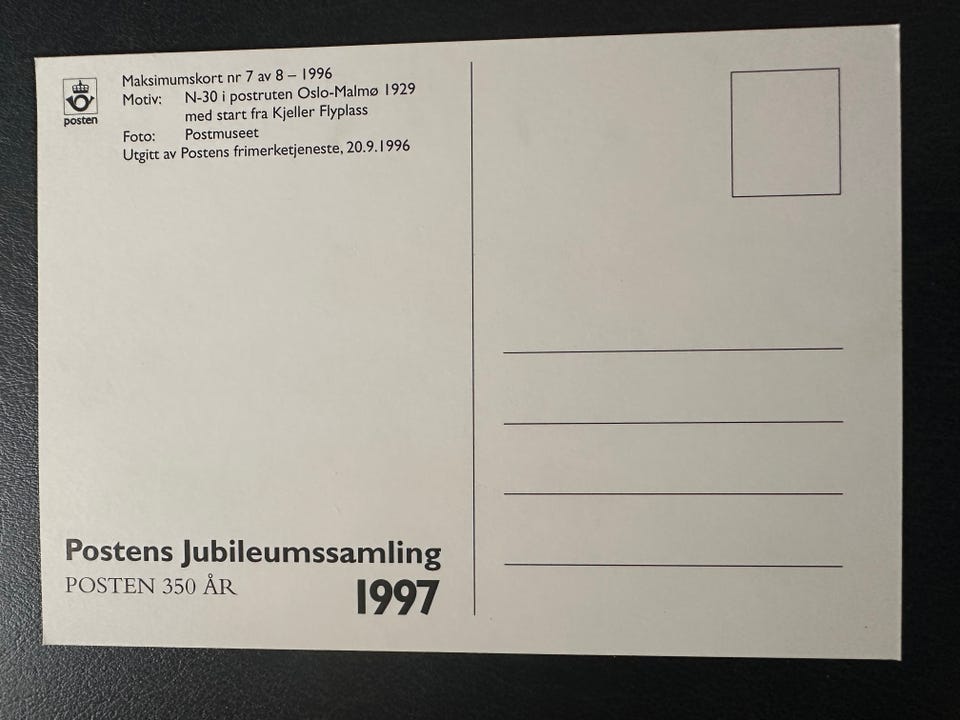 posten
Maksimumskort nr 7 av 8 – 1996
Motiv: N-30 i postruten Oslo-Malmø 1929
med start fra Kjeller Flyplass
Foto: Postmuseet
Utgitt av Postens frimerketjeneste, 20.9.1996
Postens Jubileumssamling
POSTEN 350 ÅR
1997